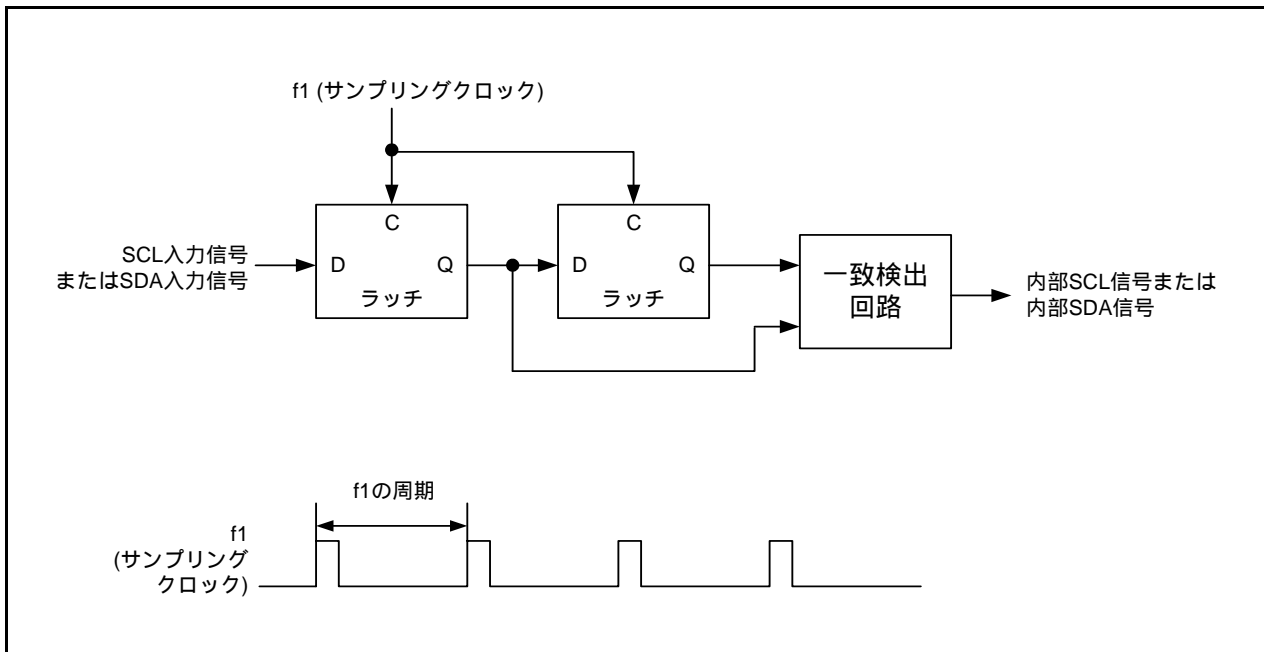 f1 (サンプリングクロック)
C
C
SCL入力信号
またはSDA入力信号
D
Q
ラッチ
D
Q
ラッチ
一致検出
回路
内部SCL信号または
内部SDA信号
f1の周期
f1
(サンプリング
クロック)